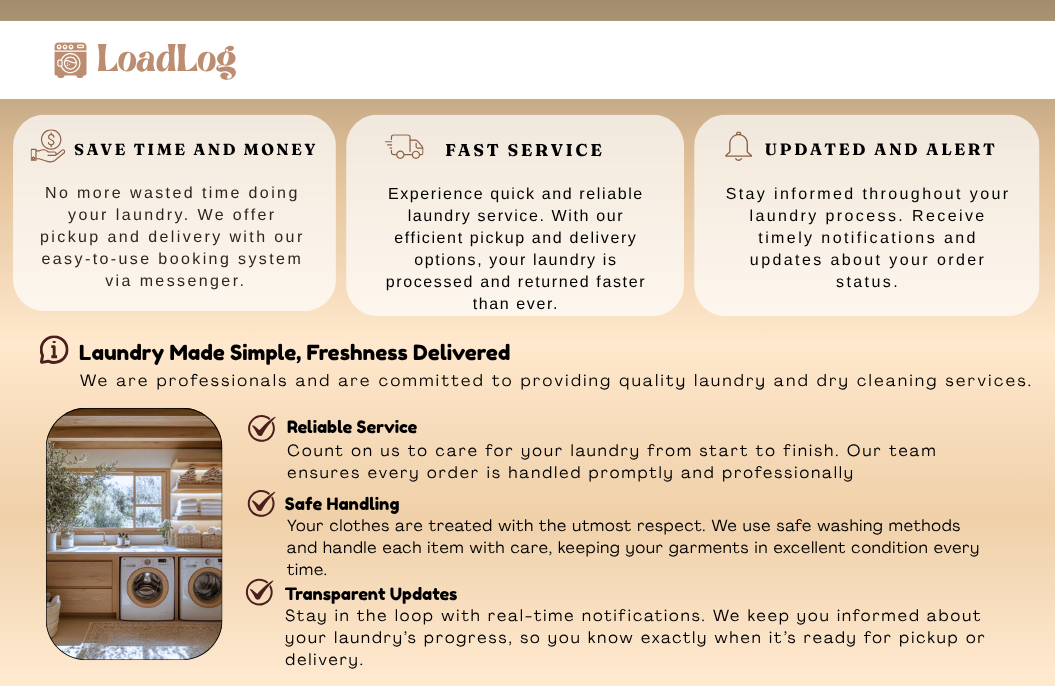 LoadLog
SAVE TIME AND MONEY
No more wasted time doing
your laundry. We offer
pickup and delivery with our
easy-to-use booking system
via messenger.
FAST SERVICE
Experience quick and reliable
laundry service. With our
efficient pickup and delivery
options, your laundry is
processed and returned faster
than ever.
UPDATED AND ALERT
Stay informed throughout your
laundry process. Receive
timely notifications and
updates about your order
status.
Laundry Made Simple, Freshness Delivered
We are professionals and are committed to providing quality laundry and dry cleaning services.
Reliable Service
Count on us to care for your laundry from start to finish. Our team
ensures every order is handled promptly and professionally
Safe Handling
Your clothes are treated with the utmost respect. We use safe washing methods
and handle each item with care, keeping your garments in excellent condition every
time.
Transparent Updates
Stay in the loop with real-time notifications. We keep you informed about
your laundry's progress, so you know exactly when it's ready for pickup or
delivery.